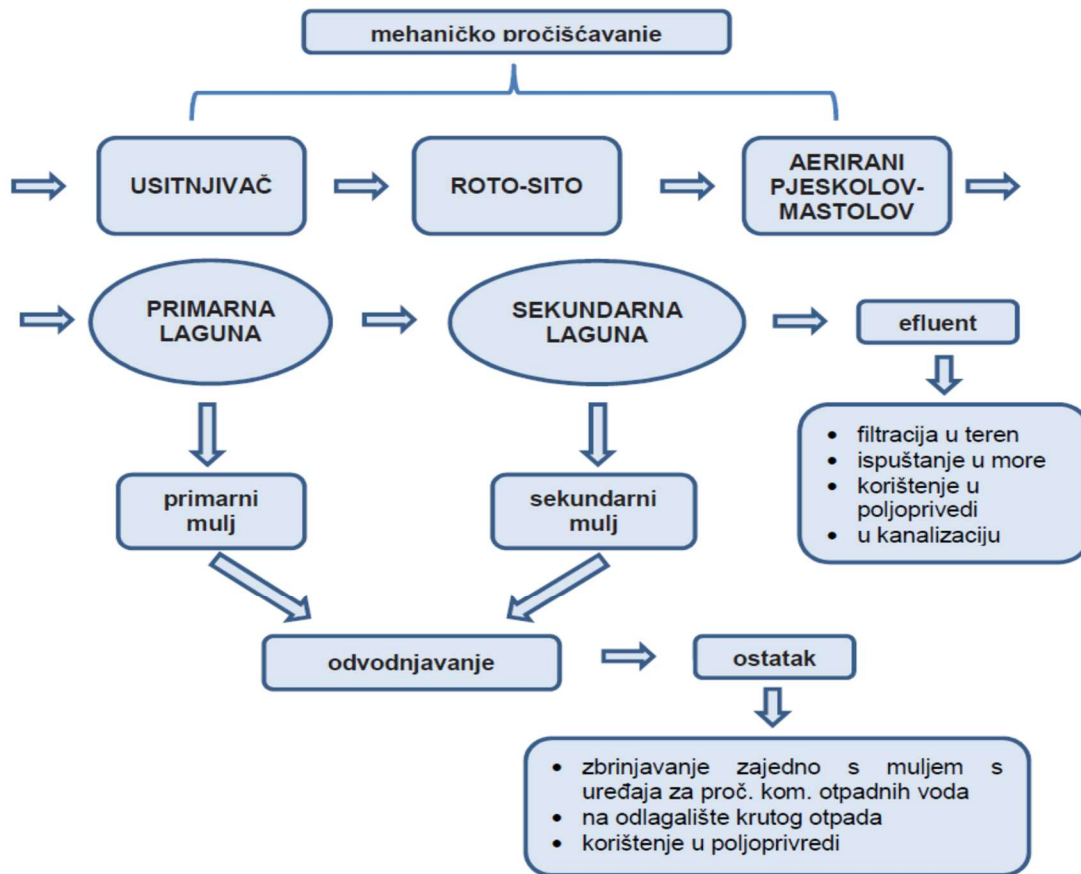 mehaničko pročišćavanje
USITNJIVAČ
ROTO-SITO
AERIRANI
PJESKOLOV-
MASTOLOV
PRIMARNA
LAGUNA
SEKUNDARNA
LAGUNA
efluent
• filtracija u teren
• ispuštanje u more
• korištenje u
poljoprivedi
• u kanalizaciju
primarni
mulj
sekundarni
mulj
odvodnjavanje
ostatak
• zbrinjavanje zajedno s muljem s
uređaja za proč. kom. otpadnih voda
• na odlagalište krutog otpada
• korištenje u poljoprivredi